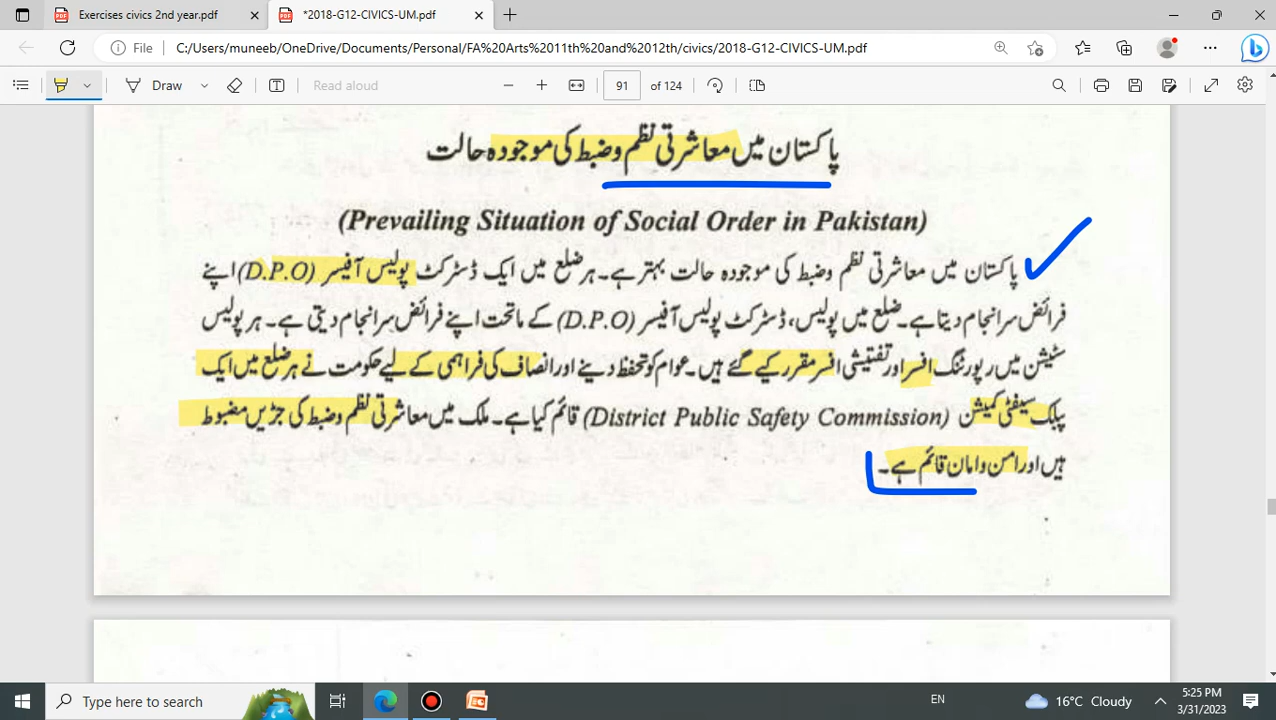 Exercises civics 2nd year.pdf
*2018-G12-CIVICS-UM.pdf
File
C:/Users/muneeb/OneDrive/Documents/Personal/FA%20Arts%2011th%20and%2012th/civics/2018-G12-CIVICS-UM.pdf
Draw
Read aloud
91 of 124
پاکستان میں معاشرتی نظم وضبط کی موجودہ حالت
(Prevailing Situation of Social Order in Pakistan)
پاکستان میں معاشرتی نظم وضبط کی موجودہ حالت بہتر ہے۔ ہر ضلع میں ایک ڈسٹرکٹ پولیس آفیسر (D.P.O) اپنے
فرائض سرانجام دیتا ہے۔ ضلع میں پولیس، ڈسٹرکٹ پولیس آفیسر (D.P.O) کے ماتحت اپنے فرائض سرانجام دیتی ہے۔ ہر پولیس
سٹیشن میں رپورٹنگ افسر اور تفتیشی افسر مقرر کیے گئے ہیں۔ عوام کو تحفظ دینے اور انصاف کی فراہمی کے لیے حکومت نے ہر ضلع میں ایک
پبلک سیفٹی کمیشن (District Public Safety Commission) قائم کیا ہے۔ ملک میں معاشرتی نظم وضبط کی جڑیں مضبوط
ہیں اور امن و امان قائم ہے۔
Type here to search
EN
16°C Cloudy
5:25 PM
3/31/2023